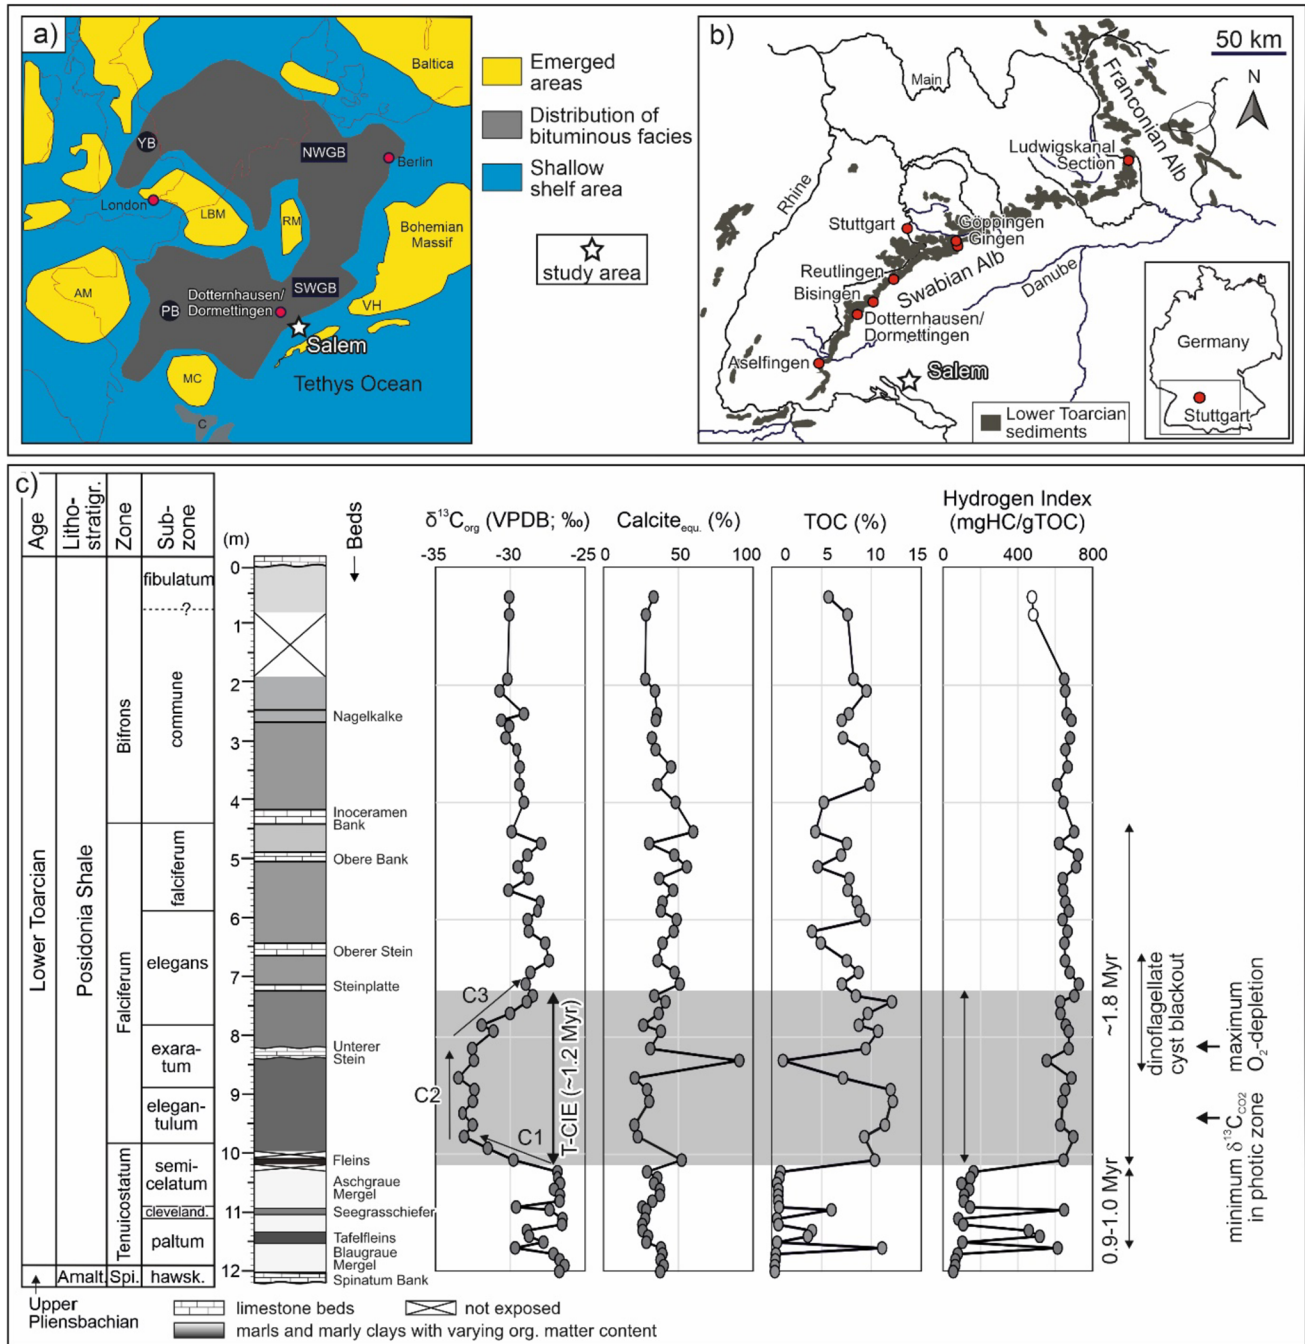 a)
Baltica
YB
NWGB
Berlin
London
LBM
RM
Bohemian
Massif
SWGB
AM
PB
Dotternhausen/
Dormettingen
VH
Salem
MC
Tethys Ocean
C
Emerged
areas
Distribution of
bituminous facies
Shallow
shelf area
study area
b)
50 km
N
Main
Franconian Alb
Ludwigskanal
Section
Rhine
Stuttgart
Göppingen
Gingen
Reutlingen
Swabian Alb
Bisingen
Danube
Dotternhausen/
Dormettingen
Aselfingen
Salem
Lower Toarcian
sediments
Germany
Stuttgart
c)
Age
Litho-
stratigr.
Zone
Sub-
zone
(m)
Beds
δ13Corg (VPDB; ‰)
-35 -30 -25
Calciteequ. (%)
0 50 100
TOC (%)
0 5 10 15
Hydrogen Index
(mgHC/gTOC)
0 400 800
0
1
2
3
4
5
6
7
8
9
10
11
12
Lower Toarcian
Posidonia Shale
Bifrons
Falciferum
Tenuicostatum
fibulatum
?
commune
falciferum
elegans
exara-
tum
elegan-
tulum
semi-
celatum
cleveland.
paltum
Amalt. Spi. hawsk.
Upper
Pliensbachian
Nagelkalke
Inoceramen
Bank
Obere Bank
Oberer Stein
Steinplatte
Unterer
Stein
Fleins
Aschgraue
Mergel
Seegrasschiefer
Tafelfleins
Blaugraue
Mergel
Spinatum Bank
C3
C2
C1
T-CIE (~1.2 Myr)
~1.8 Myr
0.9-1.0 Myr
dinoflagellate
cyst blackout
maximum
O2-depletion
minimum δ13CCO2
in photic zone
limestone beds
not exposed
marls and marly clays with varying org. matter content